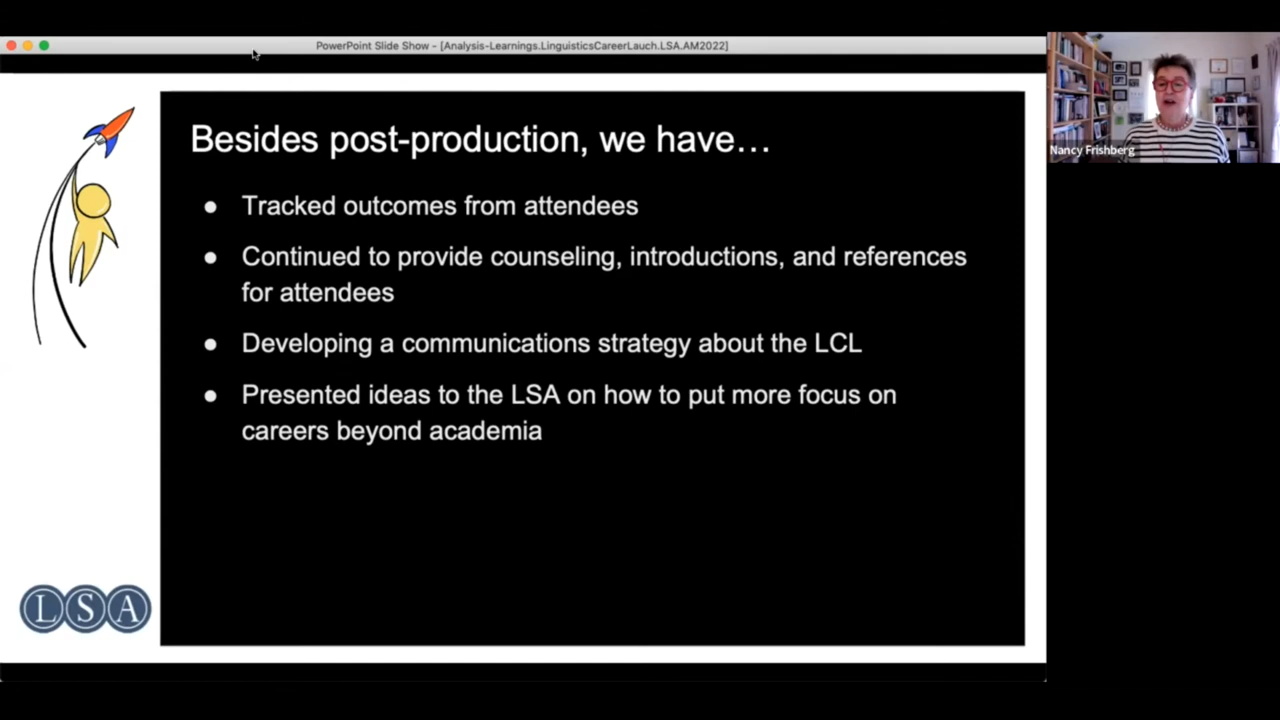 PowerPoint Slide Show - [Analysis-Learnings.LinguisticsCareerLauch.LSA.AM2022]
Nancy Frishberg
Besides post-production, we have…
● Tracked outcomes from attendees
● Continued to provide counseling, introductions, and references
for attendees
● Developing a communications strategy about the LCL
● Presented ideas to the LSA on how to put more focus on
careers beyond academia
LSA